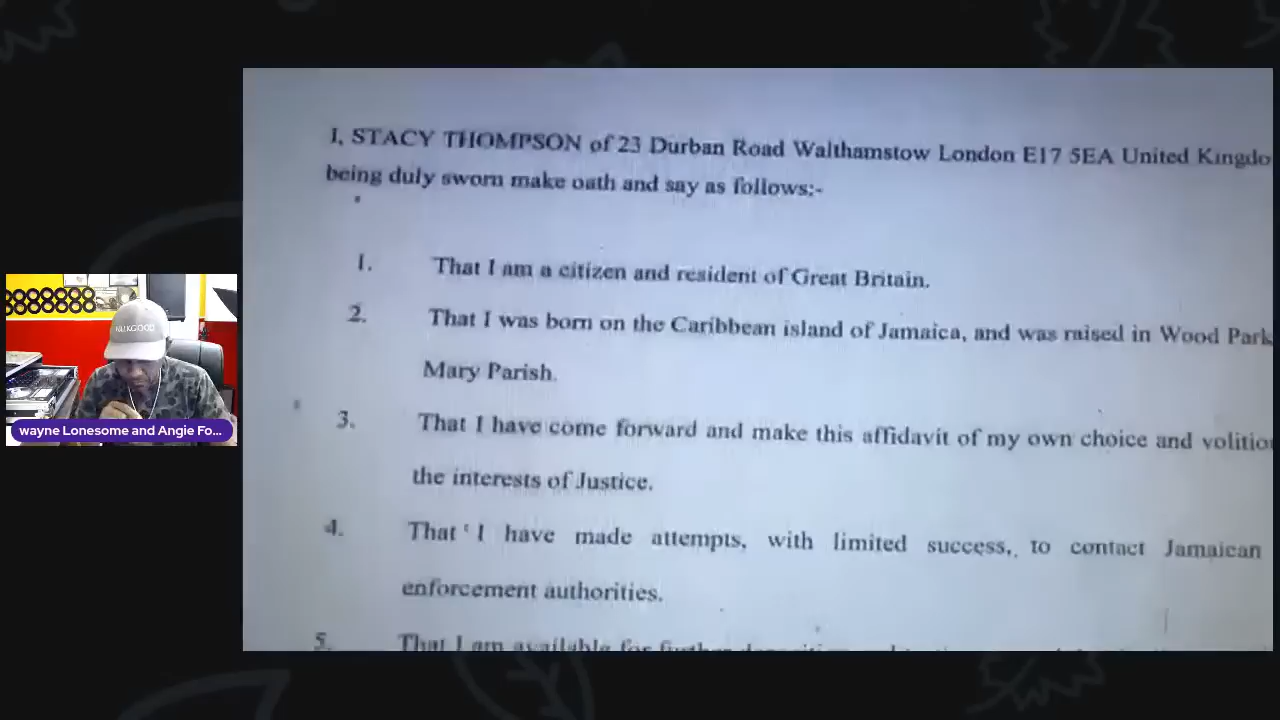 I, STACY THOMPSON of 23 Durban Road Walthamstow London E17 5EA United Kingdo
being duly sworn make oath and say as follows:-
1. That I am a citizen and resident of Great Britain.
2. That I was born on the Caribbean island of Jamaica, and was raised in Wood Park
Mary Parish.
3. That I have come forward and make this affidavit of my own choice and volitio
the interests of Justice.
4. That I have made attempts, with limited success, to contact Jamaican
enforcement authorities.
5. That I am available for further
wayne Lonesome and Angie Fo...